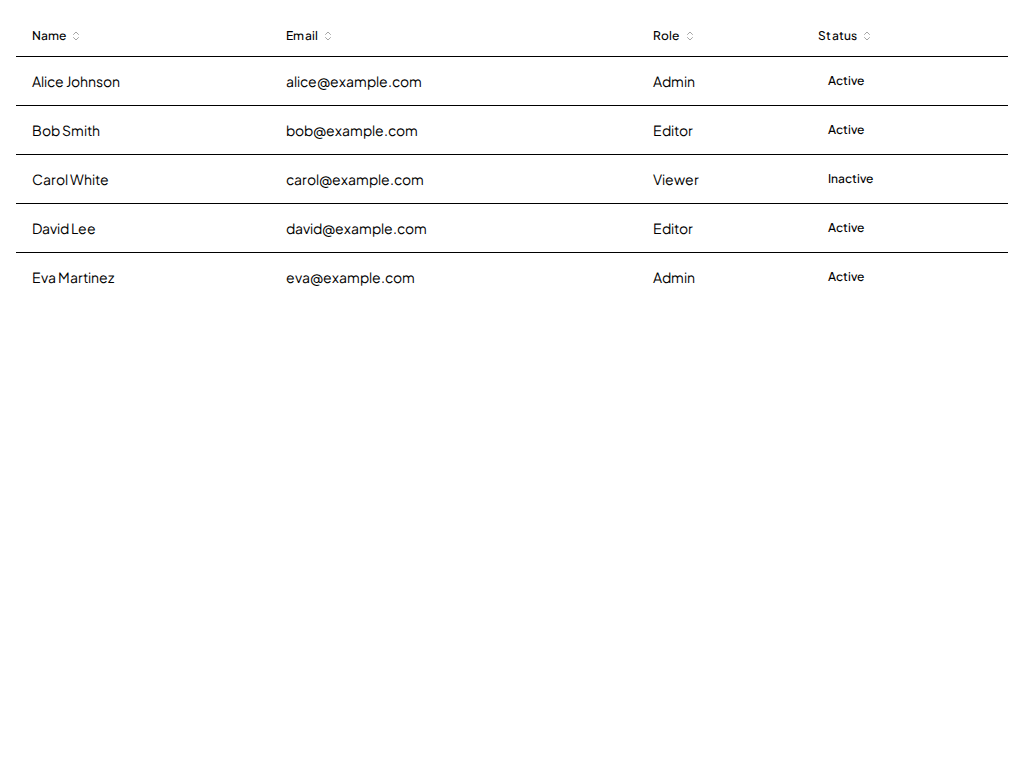 Name Email Role Status
Alice Johnson alice@example.com Admin Active
Bob Smith bob@example.com Editor Active
Carol White carol@example.com Viewer Inactive
David Lee david@example.com Editor Active
Eva Martinez eva@example.com Admin Active